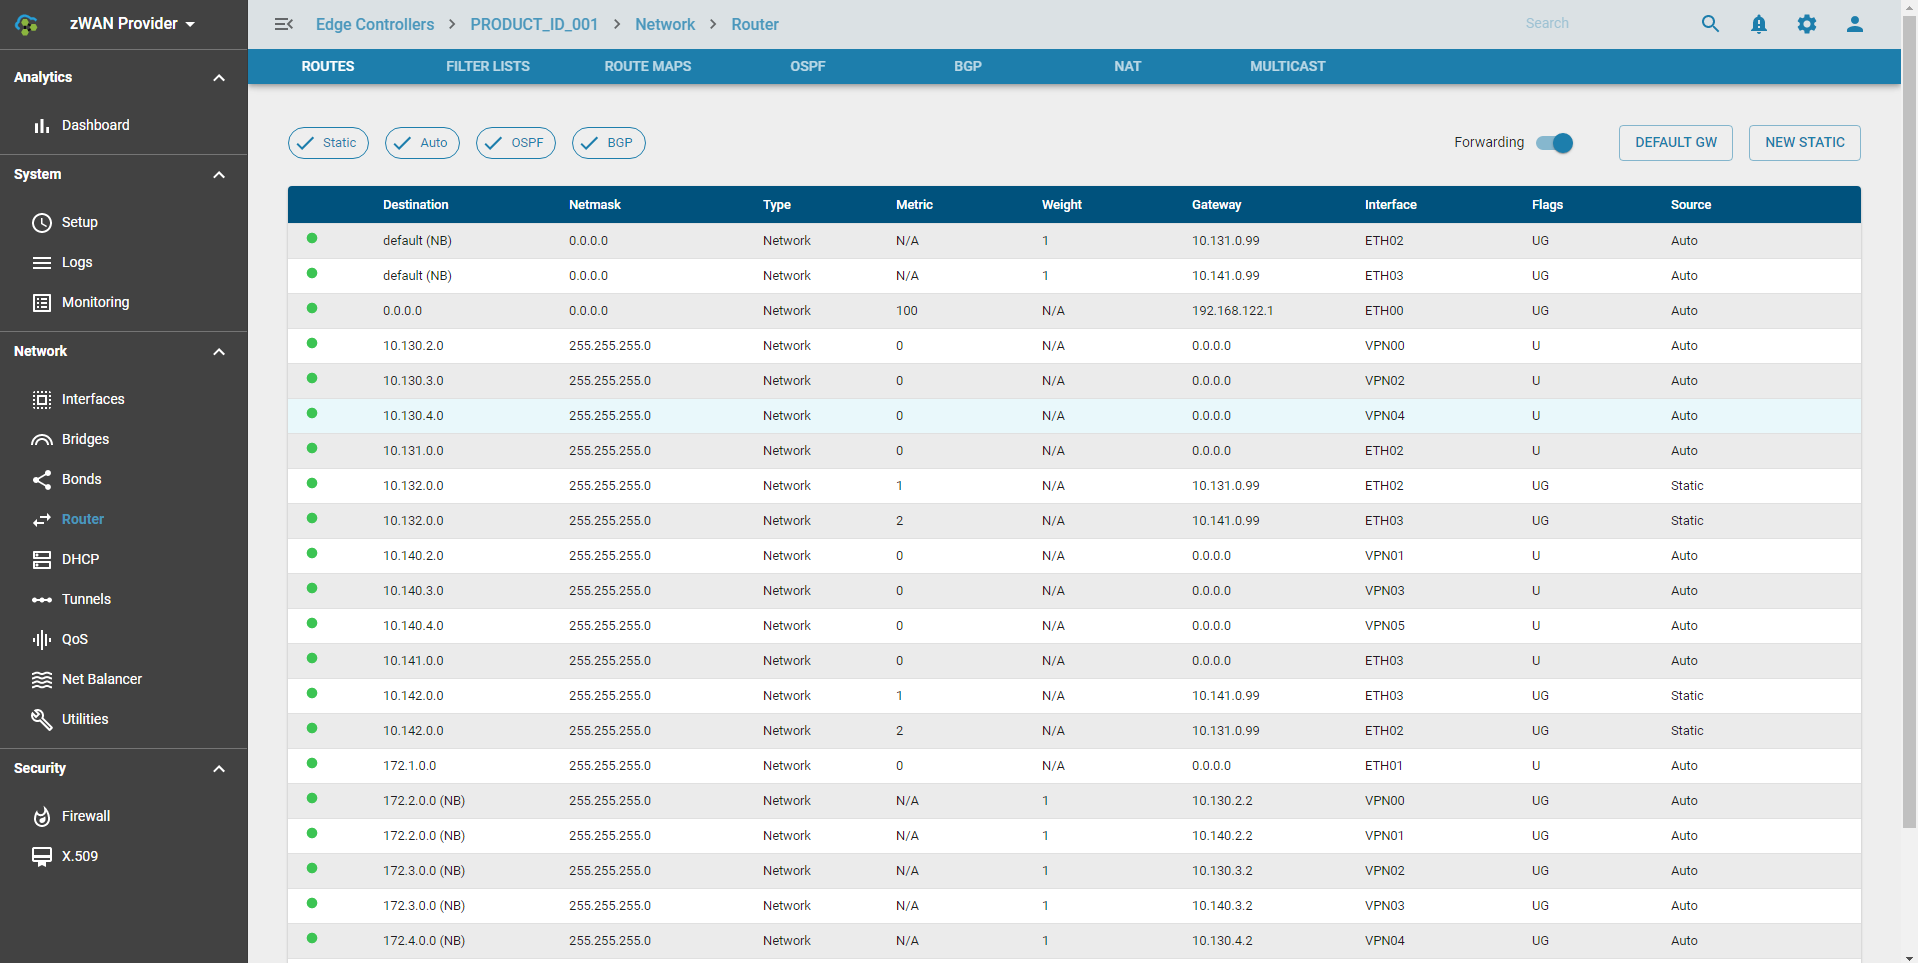 zWAN Provider
Edge Controllers > PRODUCT_ID_001 > Network > Router
Search
ROUTES FILTER LISTS ROUTE MAPS OSPF BGP NAT MULTICAST
Analytics
Dashboard
System
Setup
Logs
Monitoring
Network
Interfaces
Bridges
Bonds
Router
DHCP
Tunnels
QoS
Net Balancer
Utilities
Security
Firewall
X.509
Static Auto OSPF BGP
Forwarding DEFAULT GW NEW STATIC
Destination Netmask Type Metric Weight Gateway Interface Flags Source
default (NB) 0.0.0.0 Network N/A 1 10.131.0.99 ETH02 UG Auto
default (NB) 0.0.0.0 Network N/A 1 10.141.0.99 ETH03 UG Auto
0.0.0.0 0.0.0.0 Network 100 N/A 192.168.122.1 ETH00 UG Auto
10.130.2.0 255.255.255.0 Network 0 N/A 0.0.0.0 VPN00 U Auto
10.130.3.0 255.255.255.0 Network 0 N/A 0.0.0.0 VPN02 U Auto
10.130.4.0 255.255.255.0 Network 0 N/A 0.0.0.0 VPN04 U Auto
10.131.0.0 255.255.255.0 Network 0 N/A 0.0.0.0 ETH02 U Auto
10.132.0.0 255.255.255.0 Network 1 N/A 10.131.0.99 ETH02 UG Static
10.132.0.0 255.255.255.0 Network 2 N/A 10.141.0.99 ETH03 UG Static
10.140.2.0 255.255.255.0 Network 0 N/A 0.0.0.0 VPN01 U Auto
10.140.3.0 255.255.255.0 Network 0 N/A 0.0.0.0 VPN03 U Auto
10.140.4.0 255.255.255.0 Network 0 N/A 0.0.0.0 VPN05 U Auto
10.141.0.0 255.255.255.0 Network 0 N/A 0.0.0.0 ETH03 U Auto
10.142.0.0 255.255.255.0 Network 1 N/A 10.141.0.99 ETH03 UG Static
10.142.0.0 255.255.255.0 Network 2 N/A 10.131.0.99 ETH02 UG Static
172.1.0.0 255.255.255.0 Network 0 N/A 0.0.0.0 ETH01 U Auto
172.2.0.0 (NB) 255.255.255.0 Network N/A 1 10.130.2.2 VPN00 UG Auto
172.2.0.0 (NB) 255.255.255.0 Network N/A 1 10.140.2.2 VPN01 UG Auto
172.3.0.0 (NB) 255.255.255.0 Network N/A 1 10.130.3.2 VPN02 UG Auto
172.3.0.0 (NB) 255.255.255.0 Network N/A 1 10.140.3.2 VPN03 UG Auto
172.4.0.0 (NB) 255.255.255.0 Network N/A 1 10.130.4.2 VPN04 UG Auto